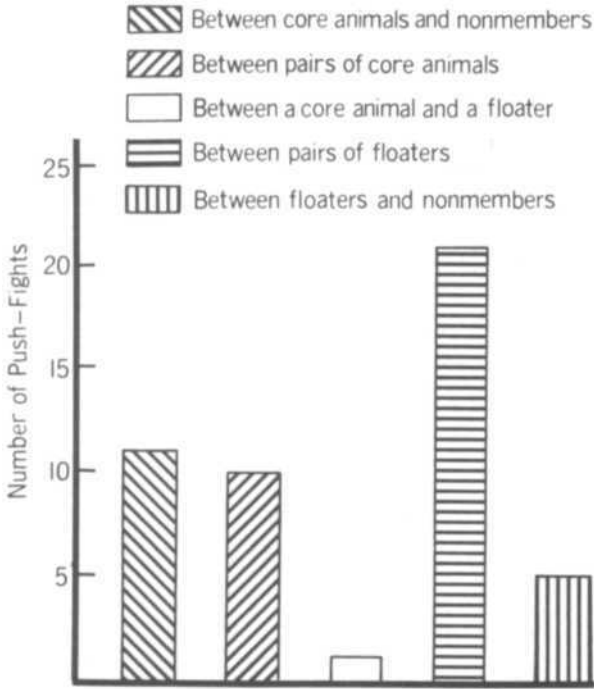 Between core animals and nonmembers
Between pairs of core animals
Between a core animal and a floater
Between pairs of floaters
Between floaters and nonmembers
Number of Push-Fights
25
20
15
10
5